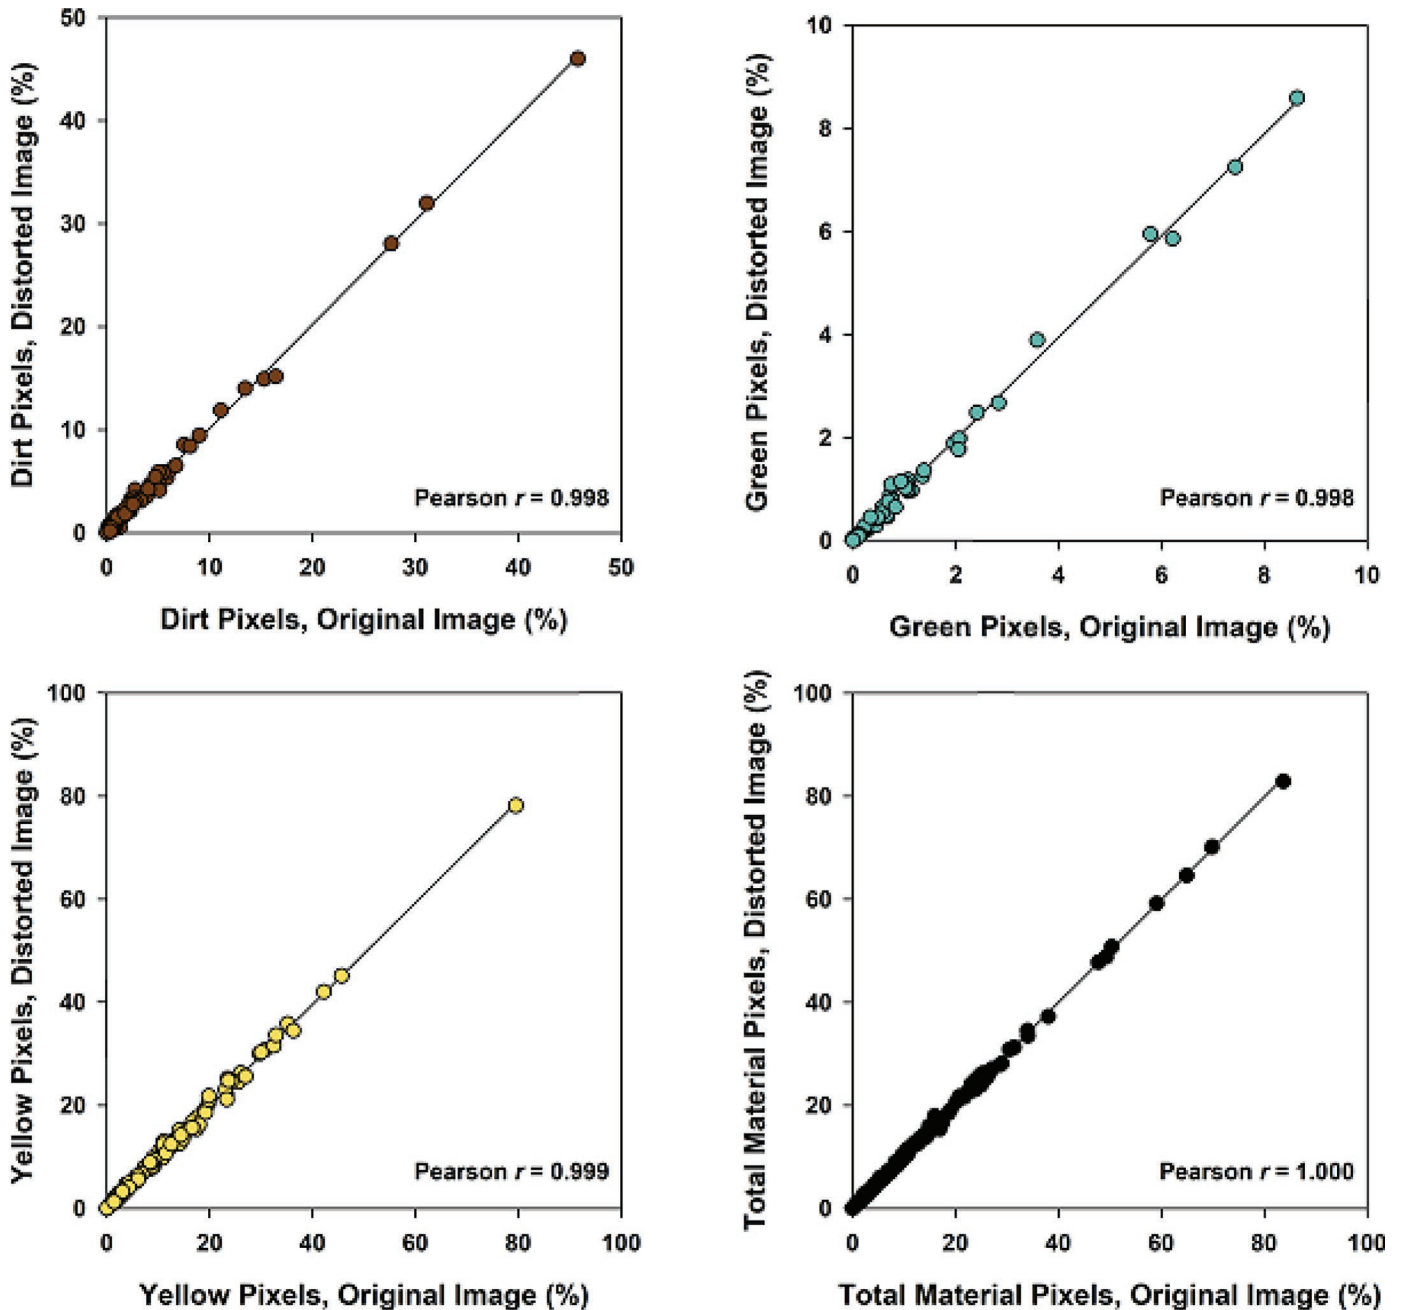 50
40
30
20
10
0
0 10 20 30 40 50
Dirt Pixels, Distorted Image (%)
Dirt Pixels, Original Image (%)
Pearson r = 0.998
10
8
6
4
2
0
0 2 4 6 8 10
Green Pixels, Distorted Image (%)
Green Pixels, Original Image (%)
Pearson r = 0.998
100
80
60
40
20
0
0 20 40 60 80 100
Yellow Pixels, Distorted Image (%)
Yellow Pixels, Original Image (%)
Pearson r = 0.999
100
80
60
40
20
0
0 20 40 60 80 100
Total Material Pixels, Distorted Image (%)
Total Material Pixels, Original Image (%)
Pearson r = 1.000